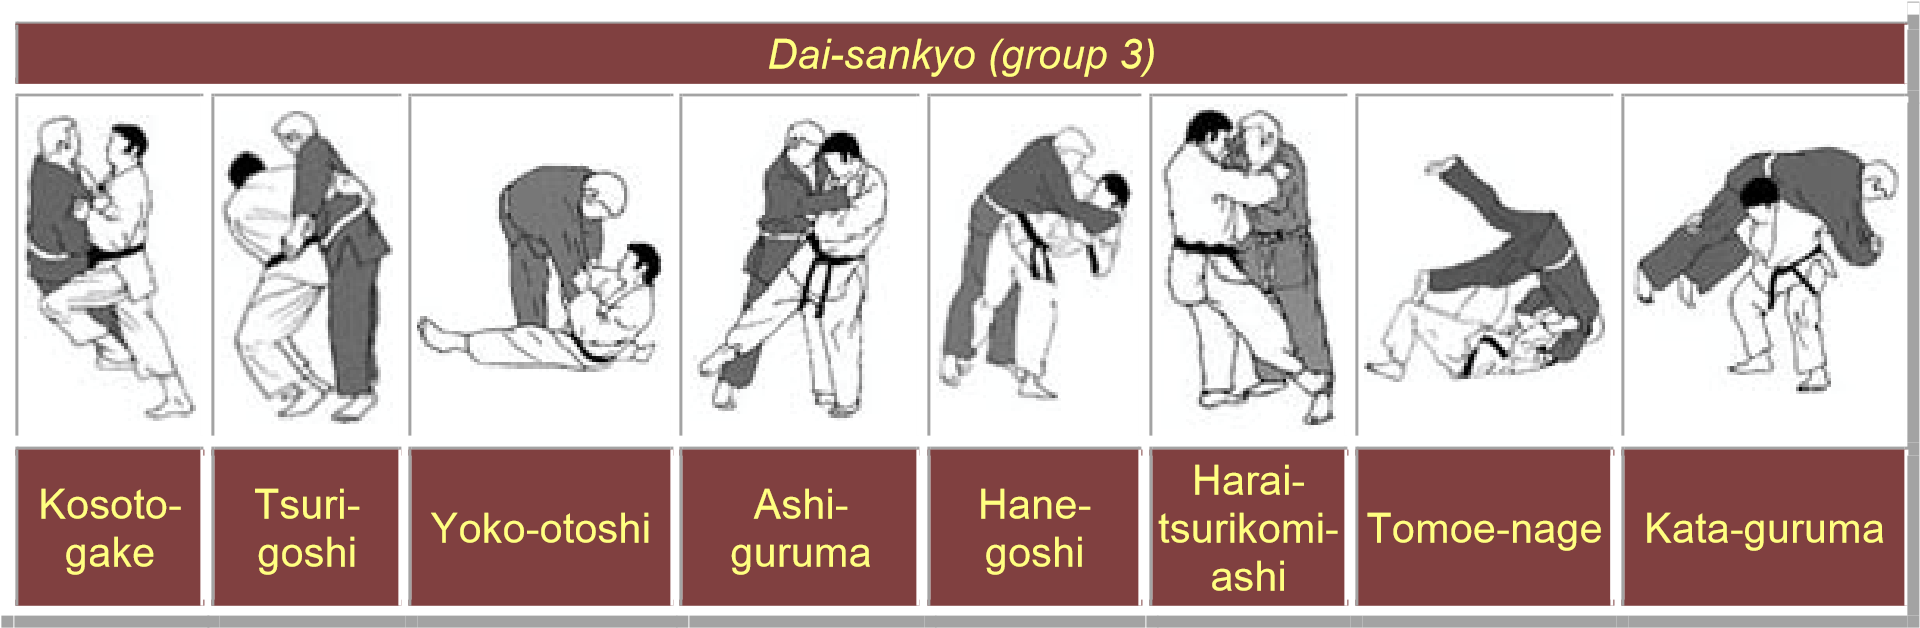 Dai-sankyo (group 3)
Kosoto-
gake
Tsuri-
goshi
Yoko-otoshi
Ashi-
guruma
Hane-
goshi
Harai-
tsurikomi-
ashi
Tomoe-nage
Kata-guruma